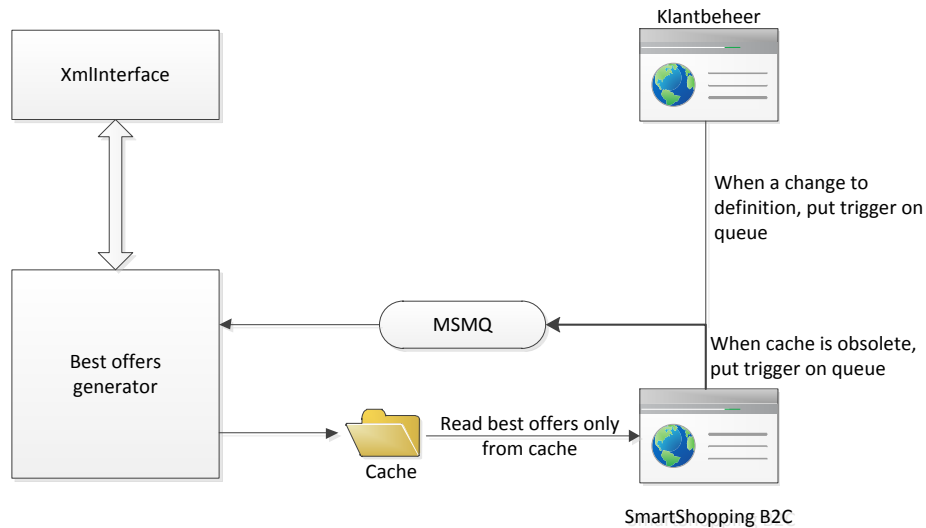 Klantbeheer
XmlInterface
When a change to
definition, put trigger on
queue
MSMQ
When cache is obsolete,
put trigger on queue
Best offers
generator
Read best offers only
from cache
Cache
SmartShopping B2C